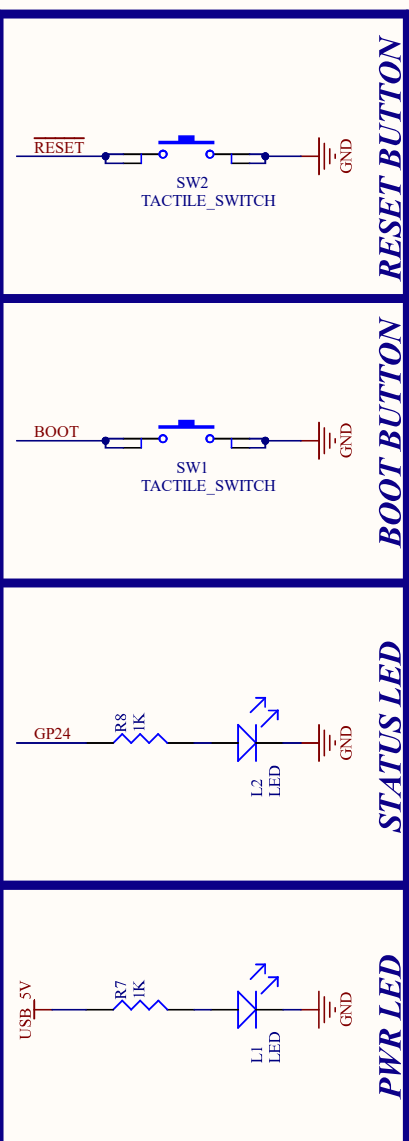 RESET
SW2
TACTILE_SWITCH
GND
RESET BUTTON
BOOT
SW1
TACTILE_SWITCH
GND
BOOT BUTTON
GP24
R8
1K
L2
LED
GND
STATUS LED
USB_5V
R7
1K
L1
LED
GND
PWR LED